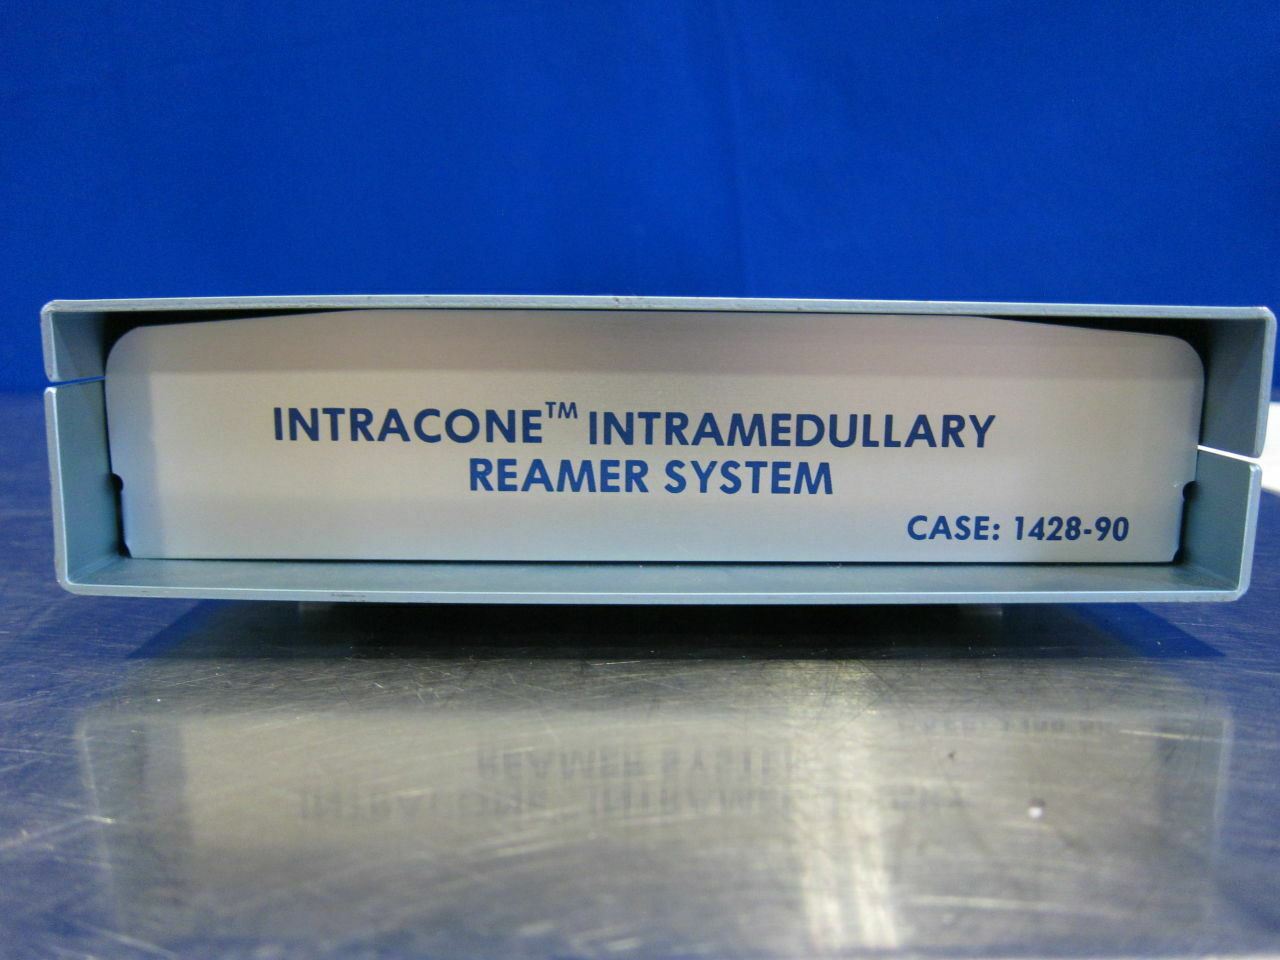 INTRACONE™ INTRAMEDULLARY
REAMER SYSTEM
CASE: 1428-90